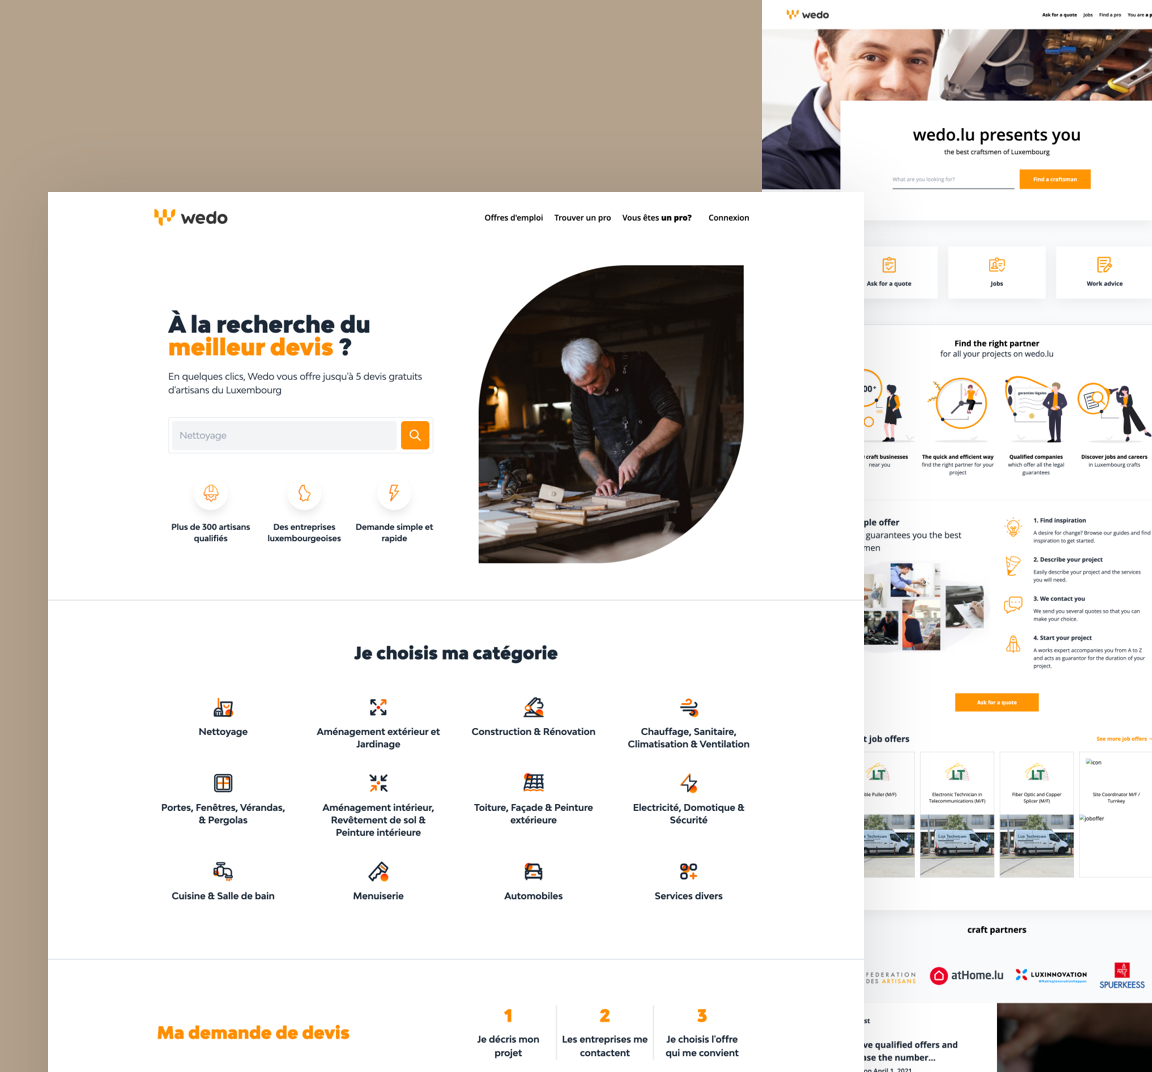 wedo
Offres d'emploi
Trouver un pro
Vous êtes un pro?
Connexion
À la recherche du
meilleur devis ?
En quelques clics, Wedo vous offre jusqu'à 5 devis gratuits
d'artisans du Luxembourg
Nettoyage
Plus de 300 artisans
qualifiés
Des entreprises
luxembourgeoises
Demande simple et
rapide
Je choisis ma catégorie
Nettoyage
Aménagement extérieur et
Jardinage
Construction & Rénovation
Chauffage, Sanitaire,
Climatisation & Ventilation
Portes, Fenêtres, Vérandas,
& Pergolas
Aménagement intérieur,
Revêtement de sol &
Peinture intérieure
Toiture, Façade & Peinture
extérieure
Electricité, Domotique &
Sécurité
Cuisine & Salle de bain
Menuiserie
Automobiles
Services divers
Ma demande de devis
1
Je décris mon
projet
2
Les entreprises me
contactent
3
Je choisis l'offre
qui me convient
wedo
Ask for a quote
Jobs
Find a pro
You are a p
wedo.lu presents you
the best craftsmen of Luxembourg
What are you looking for?
Find a craftsman
Ask for a quote
Jobs
Work advice
Find the right partner
for all your projects on wedo.lu
00+
garanties légales
craft businesses
near you
The quick and efficient way
find the right partner for your
project
Qualified companies
which offer all the legal
guarantees
Discover jobs and careers
in Luxembourg crafts
ple offer
guarantees you the best
men
1. Find inspiration
A desire for change? Browse our guides and find
inspiration to get started.
2. Describe your project
Easily describe your project and the services
you will need.
3. We contact you
We send you several quotes so that you can
make your choice.
4. Start your project
A works expert accompanies you from A to Z
and acts as guarantor for the duration of your
project.
Ask for a quote
t job offers
See more job offers
LT
ble Puller (M/F)
LT
Electronic Technician in
Telecommunications (M/F)
LT
Fiber Optic and Copper
Splicer (M/F)
icon
Site Coordinator M/F /
Turnkey
joboffer
craft partners
FEDERATION
DES ARTISANS
atHome.lu
LUXINNOVATION
SPUERKEESS
st
ve qualified offers and
ase the number...
on April 1, 2021